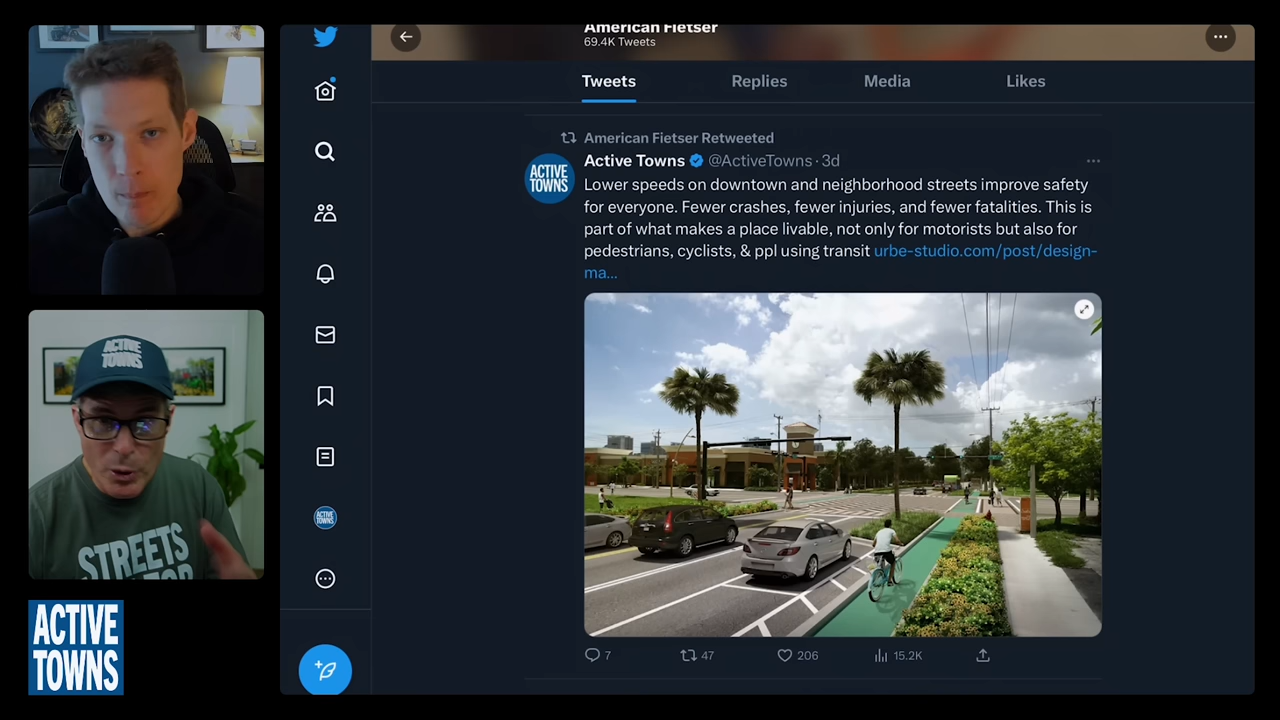 American Fietser
69.4K Tweets
Tweets
Replies
Media
Likes
American Fietser Retweeted
Active Towns @ActiveTowns · 3d
Lower speeds on downtown and neighborhood streets improve safety
for everyone. Fewer crashes, fewer injuries, and fewer fatalities. This is
part of what makes a place livable, not only for motorists but also for
pedestrians, cyclists, & ppl using transit urbe-studio.com/post/design-
ma...
ACTIVE
TOWNS
7
47
206
15.2K
ACTIVE
TOWNS
ACTIVE
TOWNS
STREETS
ACTIVE
TOWNS